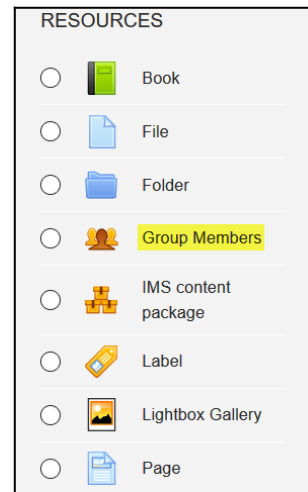 RESOURCES
Book
File
Folder
Group Members
IMS content
package
Label
Lightbox Gallery
Page